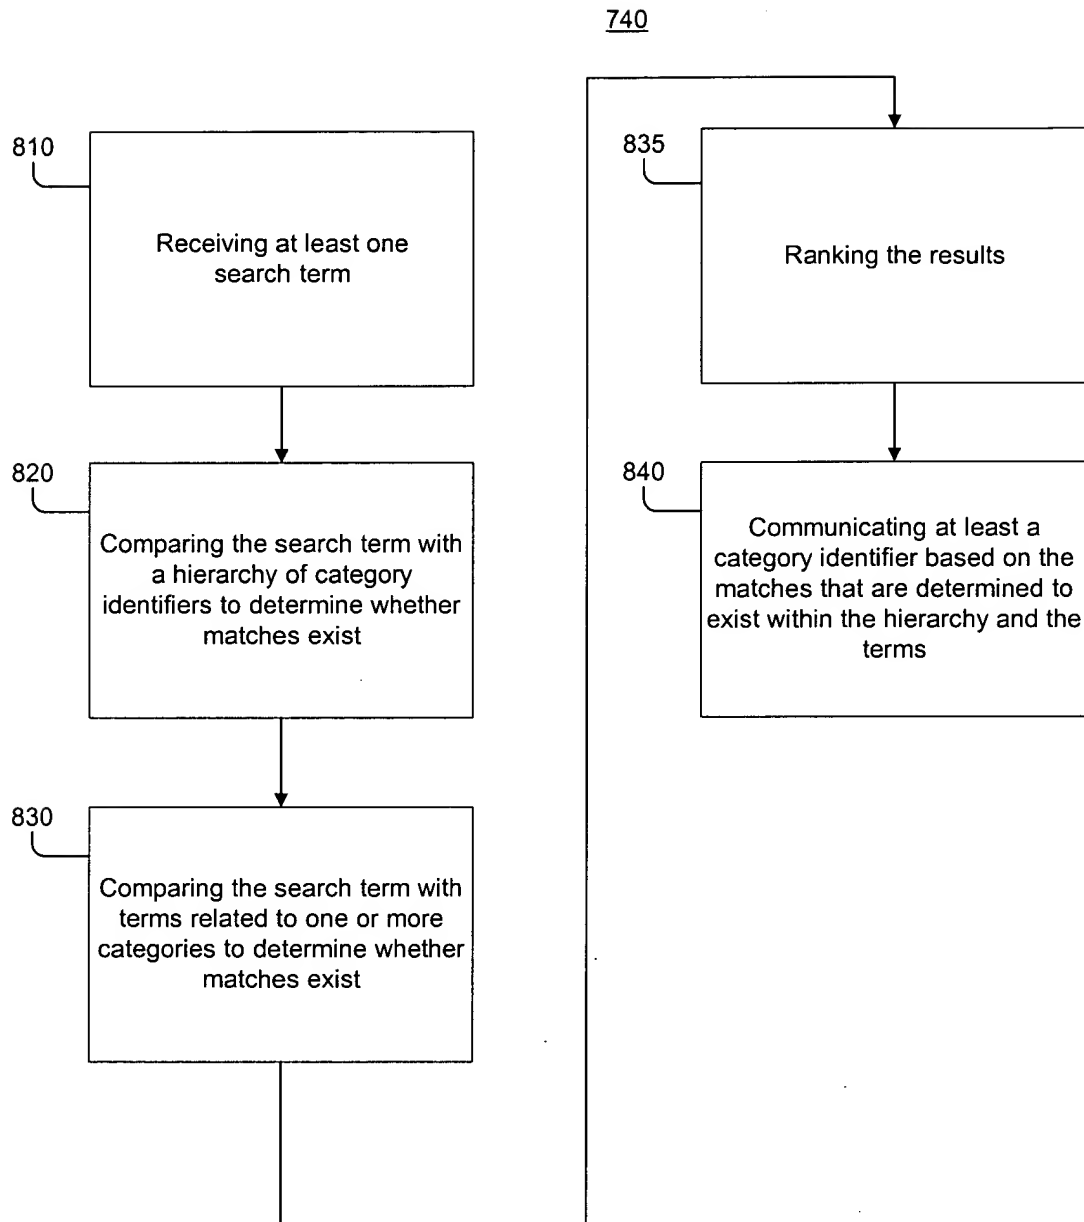 740
810
Receiving at least one
search term
820
Comparing the search term with
a hierarchy of category
identifiers to determine whether
matches exist
830
Comparing the search term with
terms related to one or more
categories to determine whether
matches exist
835
Ranking the results
840
Communicating at least a
category identifier based on the
matches that are determined to
exist within the hierarchy and the
terms